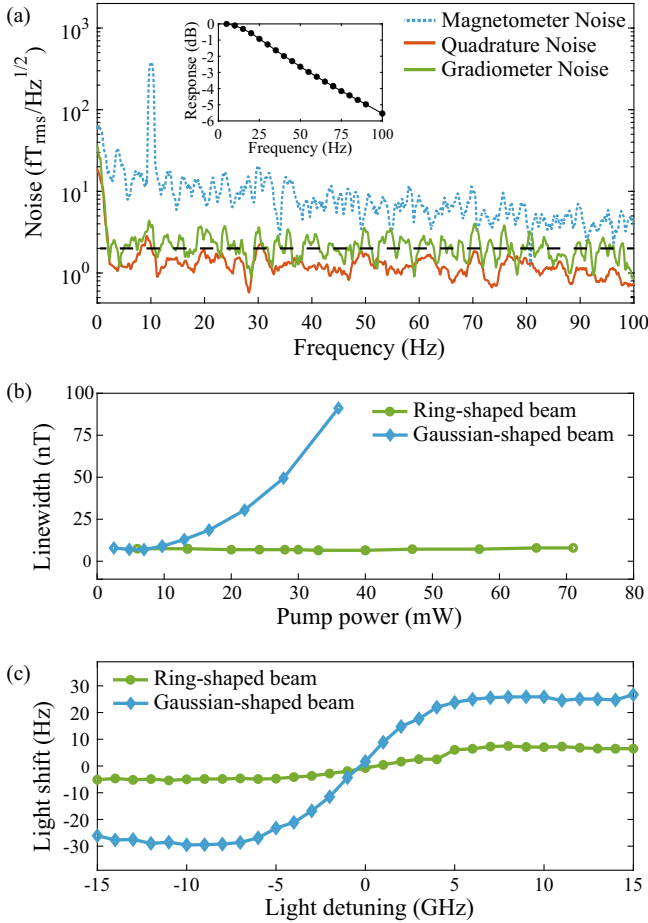 (a)
Magnetometer Noise
Quadrature Noise
Gradiometer Noise
Noise (fT_rms/Hz^1/2)
10^3
10^2
10^1
10^0
Response (dB)
0
-1
-2
-3
-4
-5
-6
0 25 50 75 100
Frequency (Hz)
0 10 20 30 40 50 60 70 80 90 100
Frequency (Hz)
(b)
Ring-shaped beam
Gaussian-shaped beam
Linewidth (nT)
100
75
50
25
0
0 10 20 30 40 50 60 70 80
Pump power (mW)
(c)
Ring-shaped beam
Gaussian-shaped beam
Light shift (Hz)
30
20
10
0
-10
-20
-30
-15 -10 -5 0 5 10 15
Light detuning (GHz)